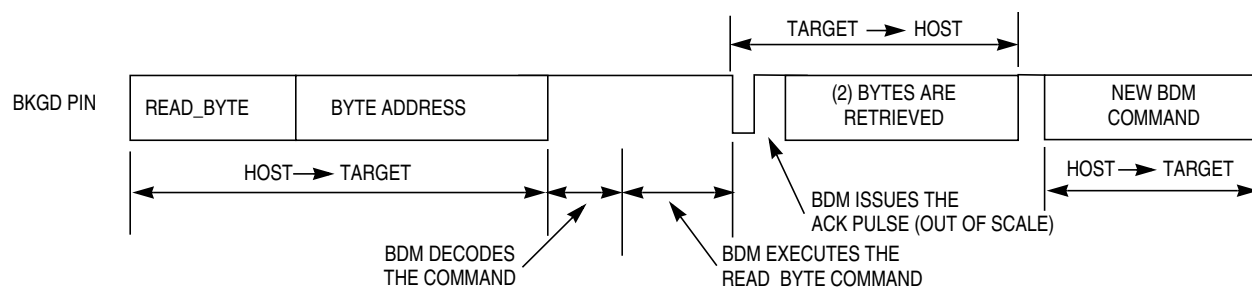 TARGET → HOST
BKGD PIN
READ_BYTE
BYTE ADDRESS
(2) BYTES ARE
RETRIEVED
NEW BDM
COMMAND
HOST → TARGET
HOST → TARGET
BDM ISSUES THE
ACK PULSE (OUT OF SCALE)
BDM DECODES
THE COMMAND
BDM EXECUTES THE
READ BYTE COMMAND